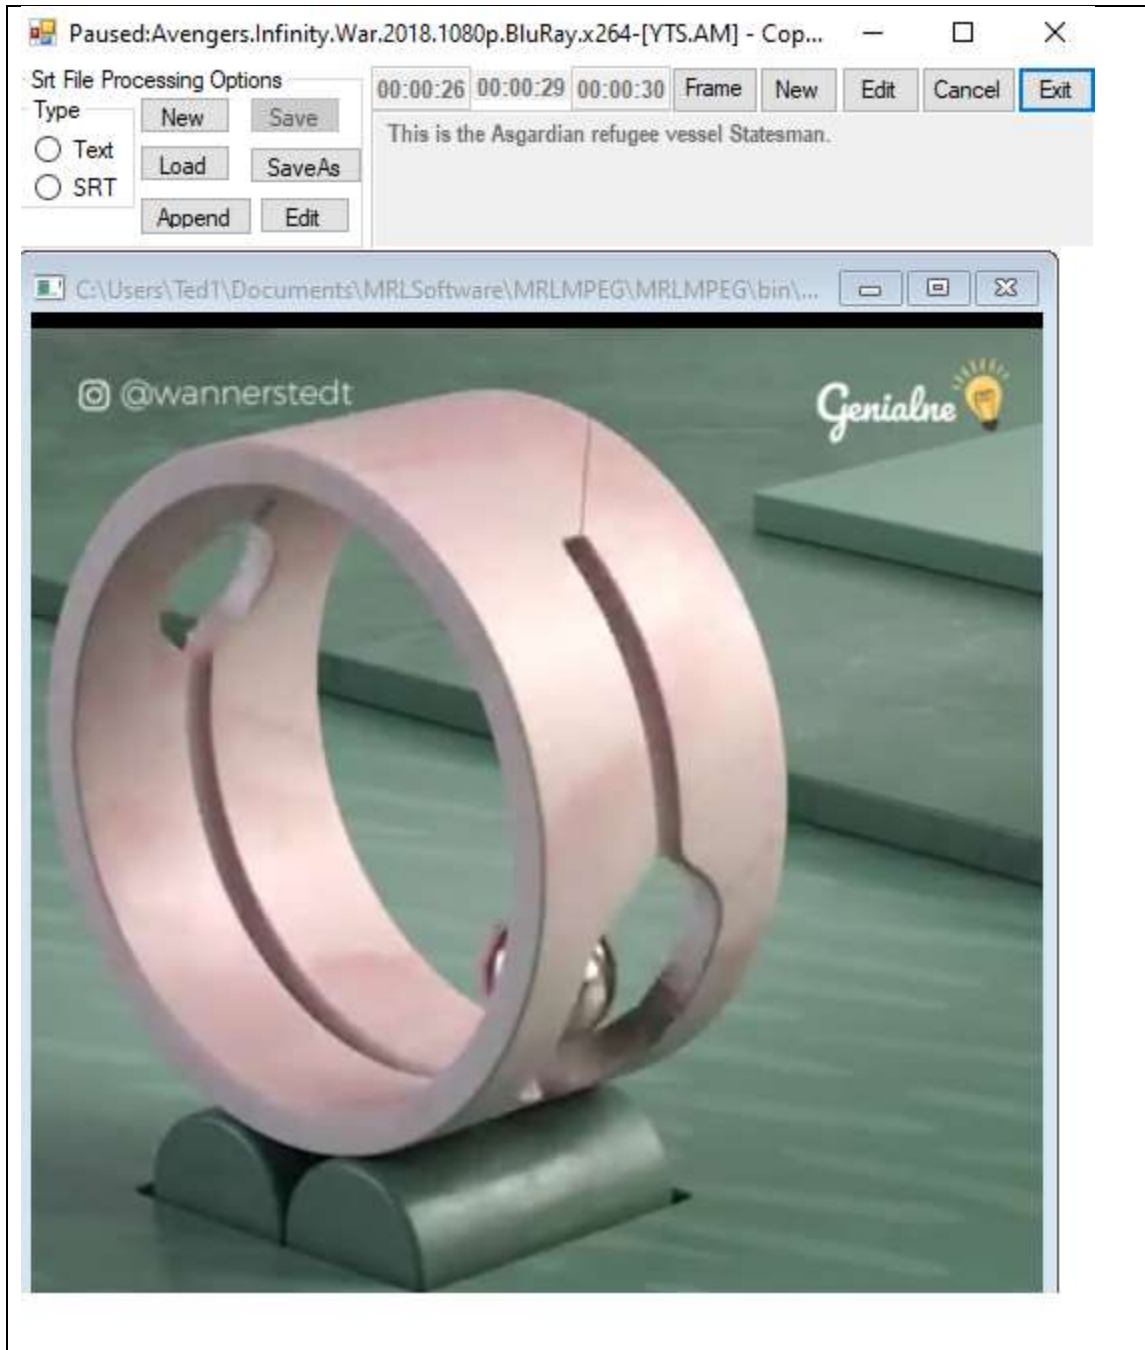 Paused:Avengers.Infinity.War.2018.1080p.BluRay.x264-[YTS.AM] - Cop...
Srt File Processing Options
Type
Text
SRT
New
Save
Load
SaveAs
Append
Edit
00:00:26 00:00:29 00:00:30 Frame New Edit Cancel Exit
This is the Asgardian refugee vessel Statesman.
C:\Users\Ted1\Documents\MRLSoftware\MRLMPEG\MRLMPEG\bin\...
@wannerstedt
Genialne